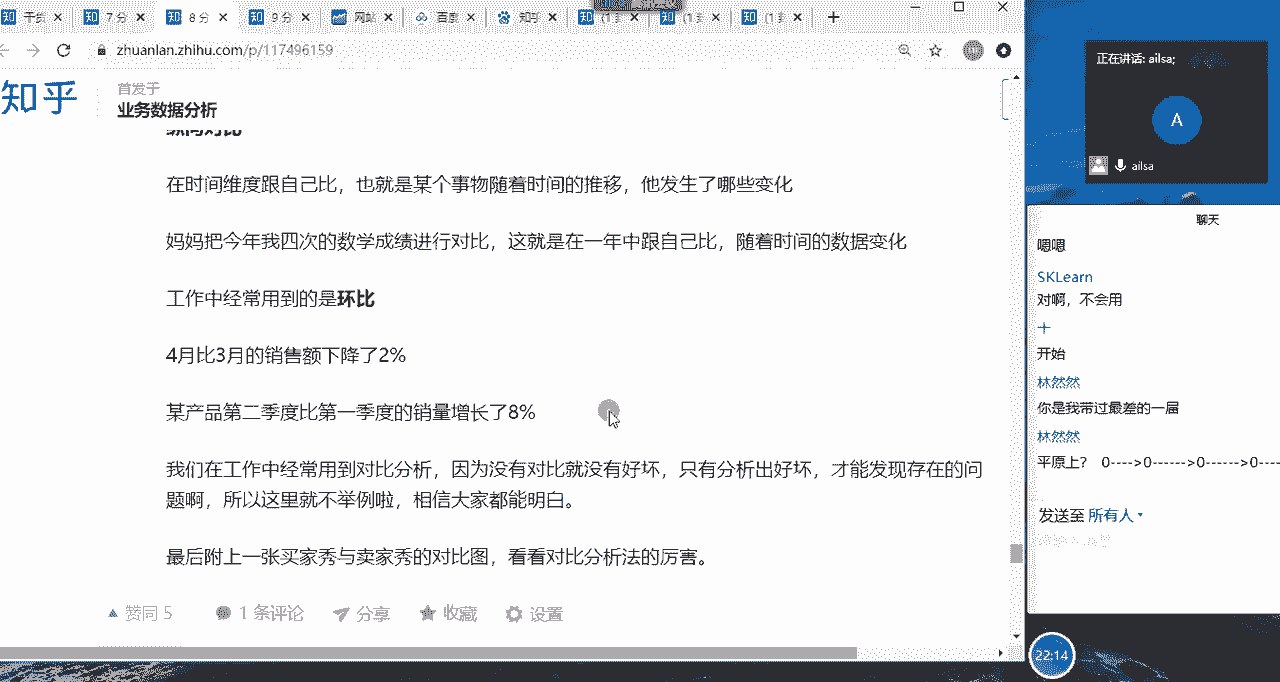 干货
7 分
8 分
9 分
网站
百度
知乎
(1 条
(1 条
(1 条
zhuanlan.zhihu.com/p/117496159
知乎
首发于
业务数据分析
纵向对比
在时间维度跟自己比，也就是某个事物随着时间的推移，他发生了哪些变化
妈妈把今年我四次的数学成绩进行对比，这就是在一年中跟自己比，随着时间的数据变化
工作中经常用到的是环比
4月比3月的销售额下降了2%
某产品第二季度比第一季度的销量增长了8%
我们在工作中经常用到对比分析，因为没有对比就没有好坏，只有分析出好坏，才能发现存在的问
题啊，所以这里就不举例啦，相信大家都能明白。
最后附上一张买家秀与卖家秀的对比图，看看对比分析法的厉害。
赞同 5
1 条评论
分享
收藏
设置
正在讲话: ailsa;
A
ailsa
聊天
嗯嗯
SKLearn
对啊，不会用
十
开始
林然然
你是我带过最差的一届
林然然
平原上? 0---->0------>0------>0----
发送至 所有人
22:14